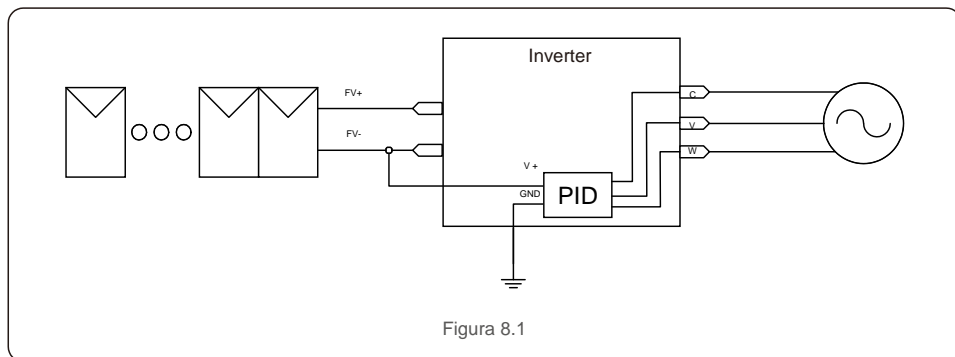 Inverter
FV+
FV-
C
V
W
V +
GND
PID
Figura 8.1